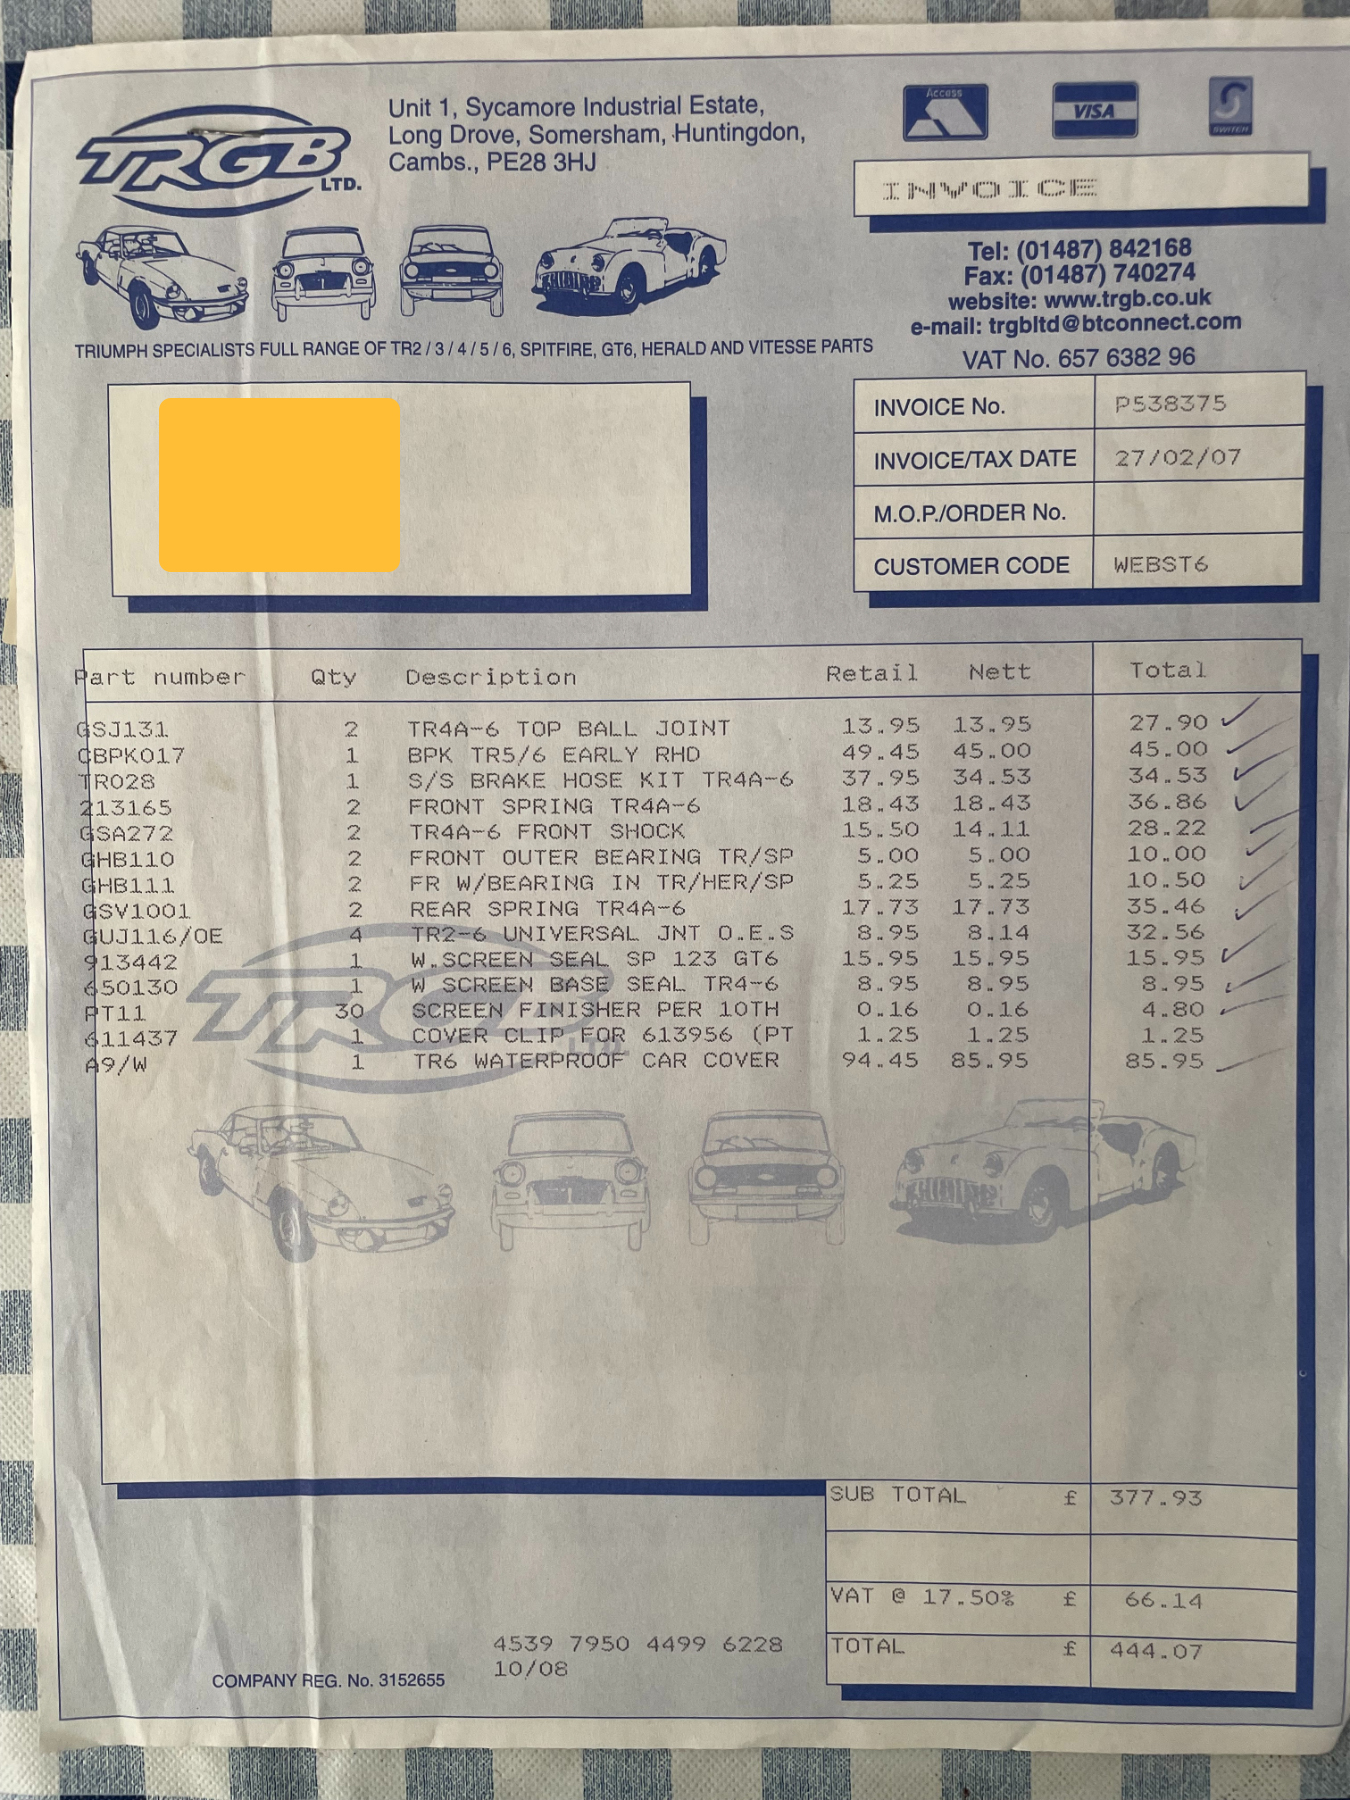 TRGB LTD.
Unit 1, Sycamore Industrial Estate,
Long Drove, Somersham, Huntingdon,
Cambs., PE28 3HJ
Access
VISA
SWITCH
INVOICE
Tel: (01487) 842168
Fax: (01487) 740274
website: www.trgb.co.uk
e-mail: trgbltd@btconnect.com
VAT No. 657 6382 96
TRIUMPH SPECIALISTS FULL RANGE OF TR2 / 3 / 4 / 5 / 6, SPITFIRE, GT6, HERALD AND VITESSE PARTS
INVOICE No. P538375
INVOICE/TAX DATE 27/02/07
M.O.P./ORDER No.
CUSTOMER CODE WEBST6
Part number Qty Description Retail Nett Total
GSJ131 2 TR4A-6 TOP BALL JOINT 13.95 13.95 27.90
CBPK017 1 BPK TR5/6 EARLY RHD 49.45 45.00 45.00
TR028 1 S/S BRAKE HOSE KIT TR4A-6 37.95 34.53 34.53
213165 2 FRONT SPRING TR4A-6 18.43 18.43 36.86
GSA272 2 TR4A-6 FRONT SHOCK 15.50 14.11 28.22
GHB110 2 FRONT OUTER BEARING TR/SP 5.00 5.00 10.00
GHB111 2 FR W/BEARING IN TR/HER/SP 5.25 5.25 10.50
GSV1001 2 REAR SPRING TR4A-6 17.73 17.73 35.46
GUJ116/OE 4 TR2-6 UNIVERSAL JNT O.E.S 8.95 8.14 32.56
913442 1 W.SCREEN SEAL SP 123 GT6 15.95 15.95 15.95
650130 1 W SCREEN BASE SEAL TR4-6 8.95 8.95 8.95
PT11 30 SCREEN FINISHER PER 10TH 0.16 0.16 4.80
611437 1 COVER CLIP FOR 613956 (PT 1.25 1.25 1.25
A9/W 1 TR6 WATERPROOF CAR COVER 94.45 85.95 85.95
TRGB LTD.
SUB TOTAL £ 377.93
VAT @ 17.50% £ 66.14
TOTAL £ 444.07
4539 7950 4499 6228
10/08
COMPANY REG. No. 3152655